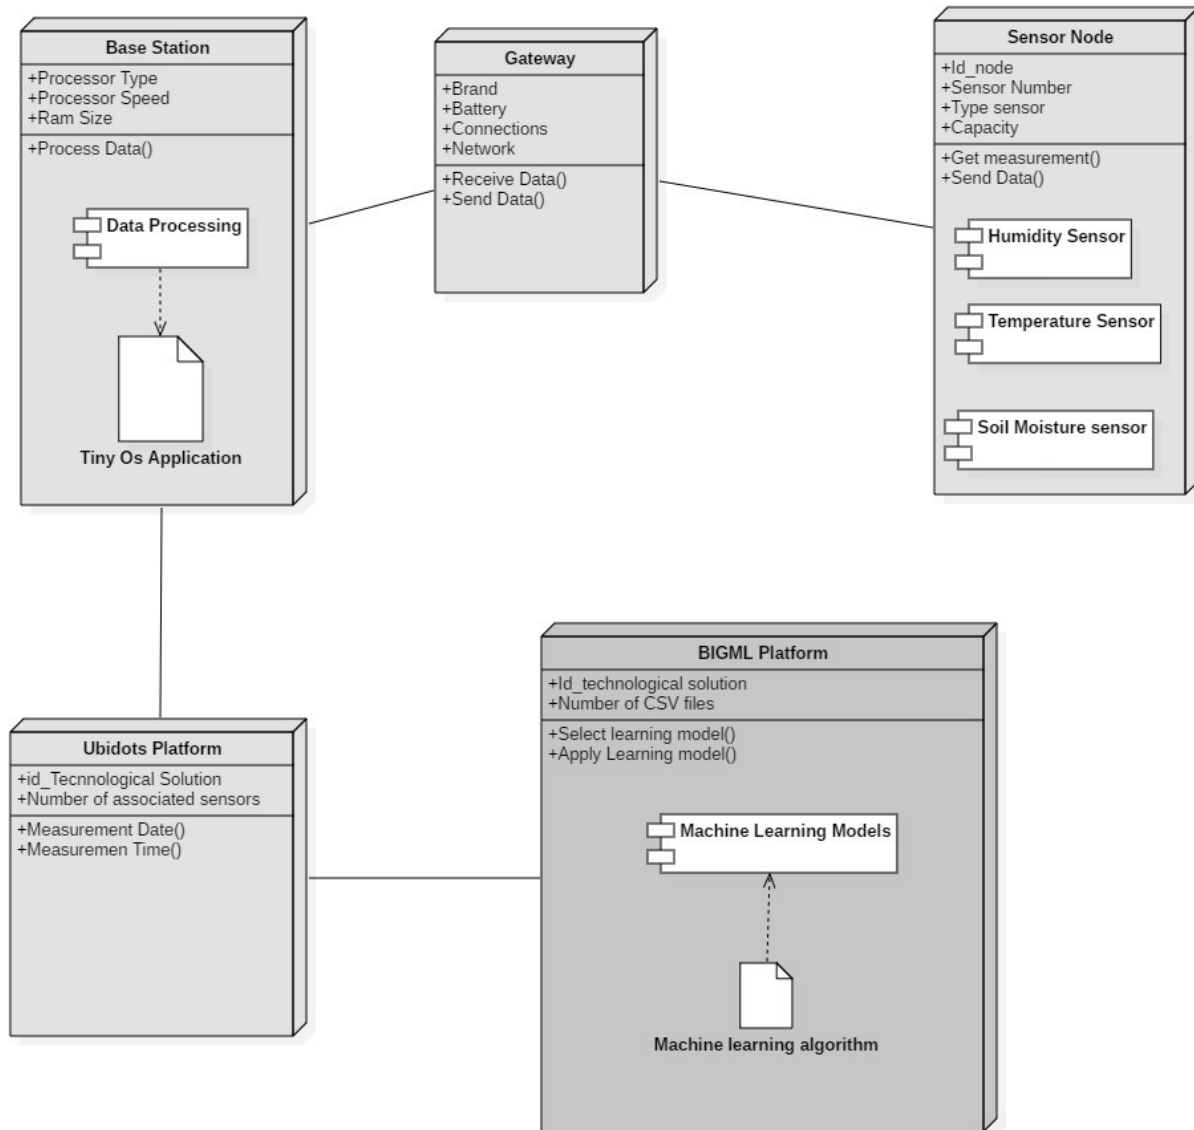 Base Station
+Processor Type
+Processor Speed
+Ram Size
+Process Data()
Data Processing
Tiny Os Application
Gateway
+Brand
+Battery
+Connections
+Network
+Receive Data()
+Send Data()
Sensor Node
+Id_node
+Sensor Number
+Type sensor
+Capacity
+Get measurement()
+Send Data()
Humidity Sensor
Temperature Sensor
Soil Moisture sensor
Ubidots Platform
+id_Tecnnological Solution
+Number of associated sensors
+Measurement Date()
+Measuremen Time()
BIGML Platform
+Id_technological solution
+Number of CSV files
+Select learning model()
+Apply Learning model()
Machine Learning Models
Machine learning algorithm